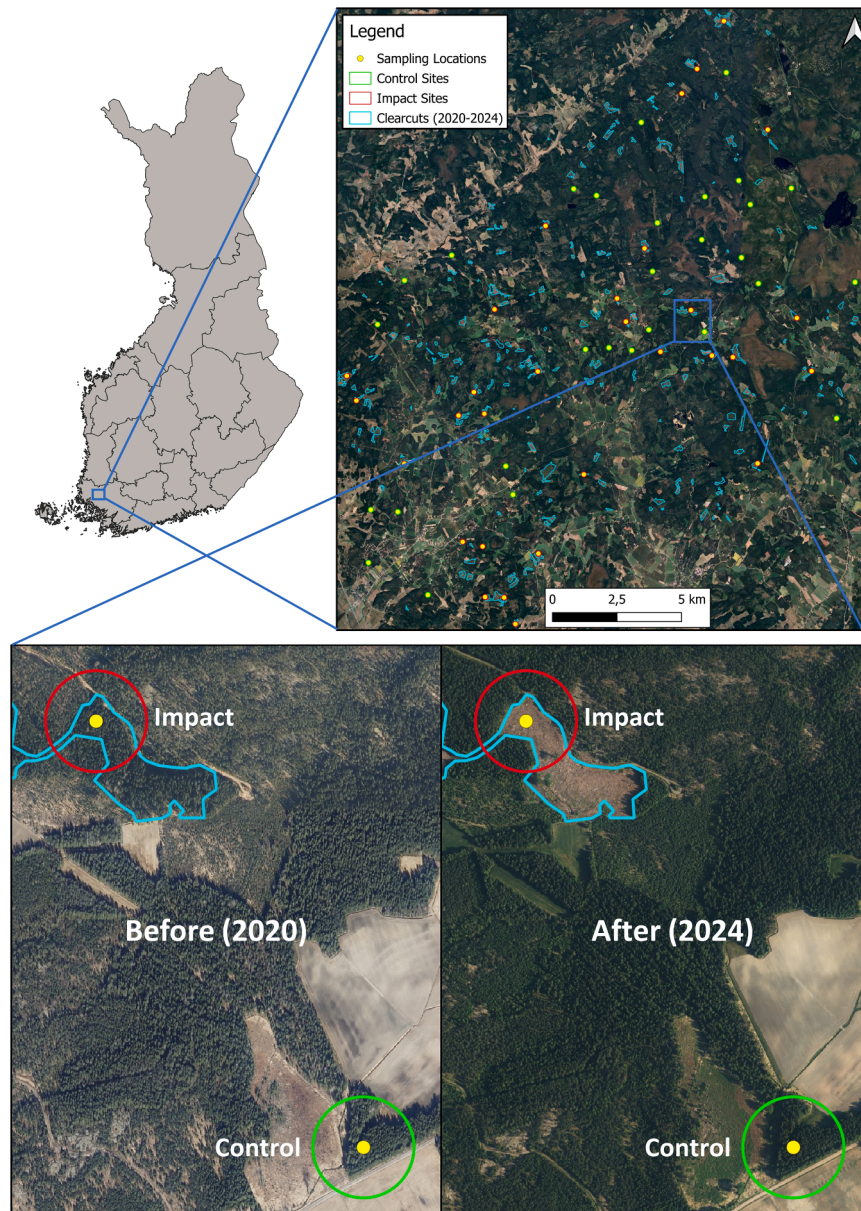 Legend
Sampling Locations
Control Sites
Impact Sites
Clearcuts (2020-2024)
0 2,5 5 km
Impact
Before (2020)
Control
Impact
After (2024)
Control